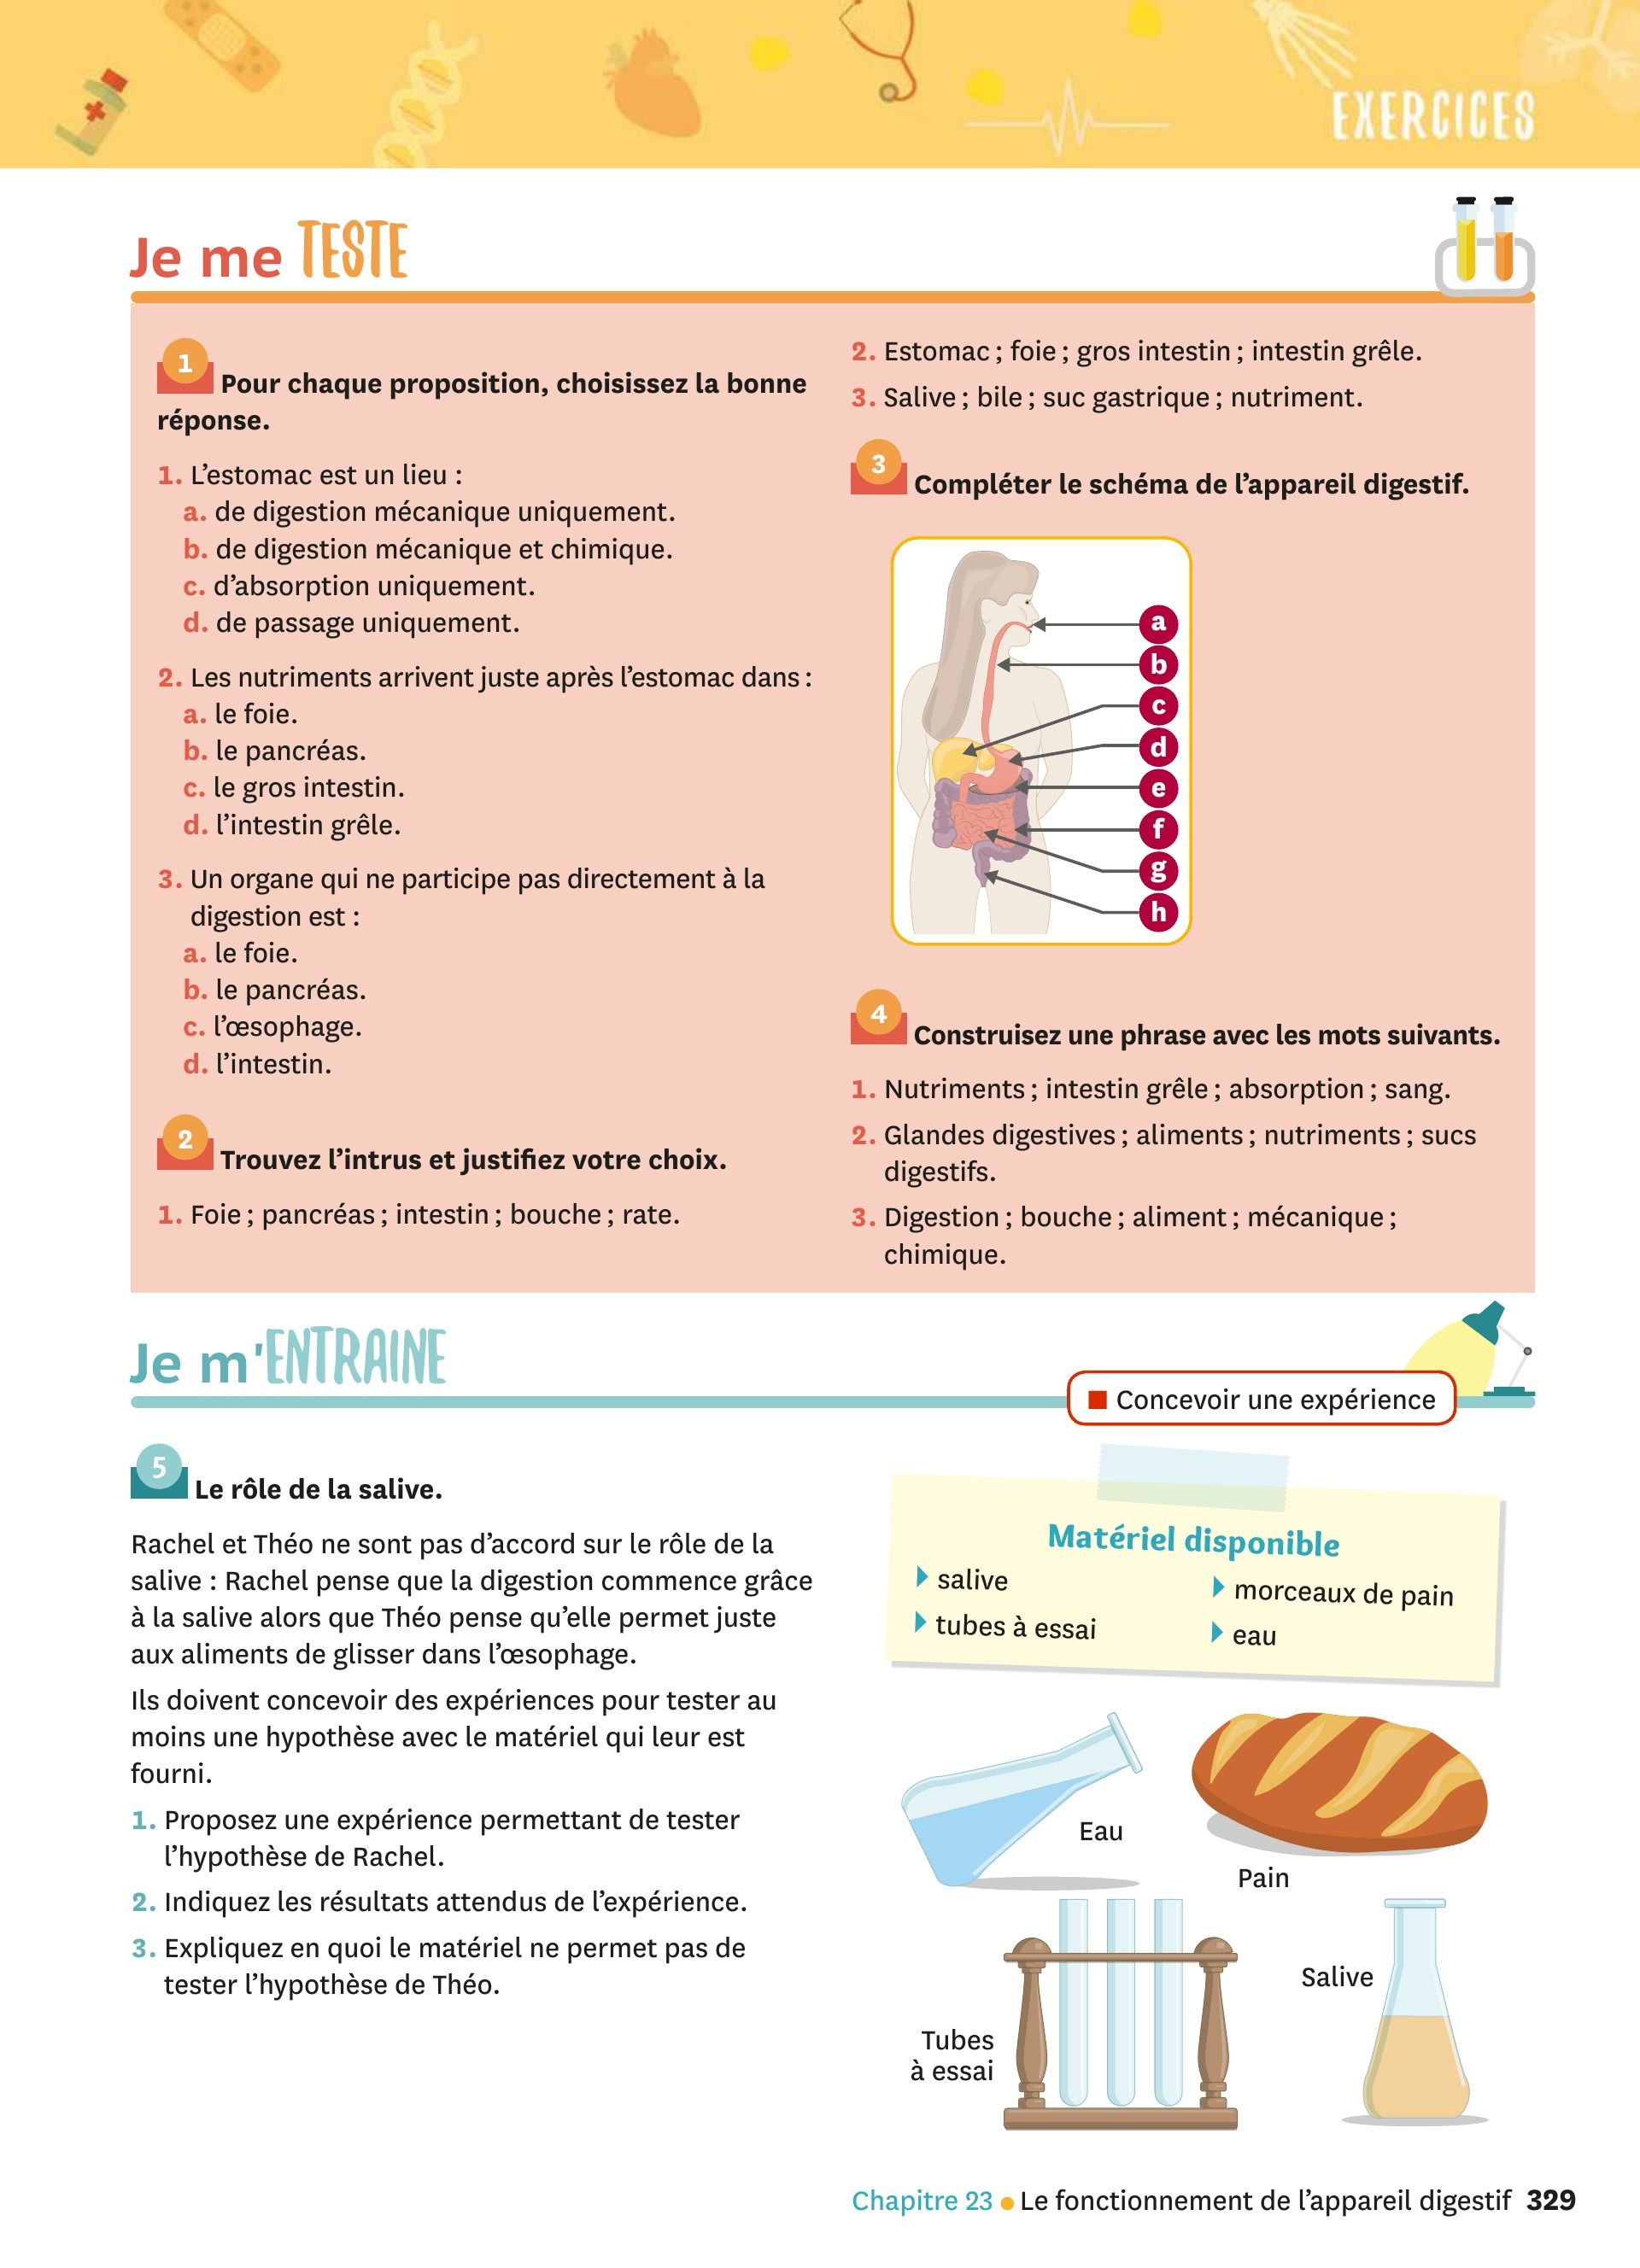 EXERCICES
Je me TESTE
1 Pour chaque proposition, choisissez la bonne
réponse.
1. L’estomac est un lieu :
a. de digestion mécanique uniquement.
b. de digestion mécanique et chimique.
c. d’absorption uniquement.
d. de passage uniquement.
2. Les nutriments arrivent juste après l’estomac dans :
a. le foie.
b. le pancréas.
c. le gros intestin.
d. l’intestin grêle.
3. Un organe qui ne participe pas directement à la
digestion est :
a. le foie.
b. le pancréas.
c. l’œsophage.
d. l’intestin.
2 Trouvez l’intrus et justifiez votre choix.
1. Foie ; pancréas ; intestin ; bouche ; rate.
2. Estomac ; foie ; gros intestin ; intestin grêle.
3. Salive ; bile ; suc gastrique ; nutriment.
3 Compléter le schéma de l’appareil digestif.
a
b
c
d
e
f
g
h
4 Construisez une phrase avec les mots suivants.
1. Nutriments ; intestin grêle ; absorption ; sang.
2. Glandes digestives ; aliments ; nutriments ; sucs
digestifs.
3. Digestion ; bouche ; aliment ; mécanique ;
chimique.
Je m'ENTRAINE
Concevoir une expérience
5 Le rôle de la salive.
Rachel et Théo ne sont pas d’accord sur le rôle de la
salive : Rachel pense que la digestion commence grâce
à la salive alors que Théo pense qu’elle permet juste
aux aliments de glisser dans l’œsophage.
Ils doivent concevoir des expériences pour tester au
moins une hypothèse avec le matériel qui leur est
fourni.
1. Proposez une expérience permettant de tester
l’hypothèse de Rachel.
2. Indiquez les résultats attendus de l’expérience.
3. Expliquez en quoi le matériel ne permet pas de
tester l’hypothèse de Théo.
Matériel disponible
salive
tubes à essai
morceaux de pain
eau
Eau
Pain
Salive
Tubes
à essai
Chapitre 23 Le fonctionnement de l’appareil digestif 329